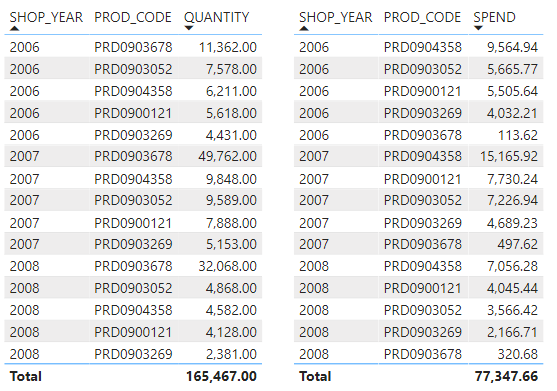 SHOP_YEAR PROD_CODE QUANTITY
2006 PRD0903678 11,362.00
2006 PRD0903052 7,578.00
2006 PRD0904358 6,211.00
2006 PRD0900121 5,618.00
2006 PRD0903269 4,431.00
2007 PRD0903678 49,762.00
2007 PRD0904358 9,848.00
2007 PRD0903052 9,589.00
2007 PRD0900121 7,888.00
2007 PRD0903269 5,153.00
2008 PRD0903678 32,068.00
2008 PRD0903052 4,868.00
2008 PRD0904358 4,582.00
2008 PRD0900121 4,128.00
2008 PRD0903269 2,381.00
Total 165,467.00
SHOP_YEAR PROD_CODE SPEND
2006 PRD0904358 9,564.94
2006 PRD0903052 5,665.77
2006 PRD0900121 5,505.64
2006 PRD0903269 4,032.21
2006 PRD0903678 113.62
2007 PRD0904358 15,165.92
2007 PRD0900121 7,730.24
2007 PRD0903052 7,226.94
2007 PRD0903269 4,689.23
2007 PRD0903678 497.62
2008 PRD0904358 7,056.28
2008 PRD0900121 4,045.44
2008 PRD0903052 3,566.42
2008 PRD0903269 2,166.71
2008 PRD0903678 320.68
Total 77,347.66